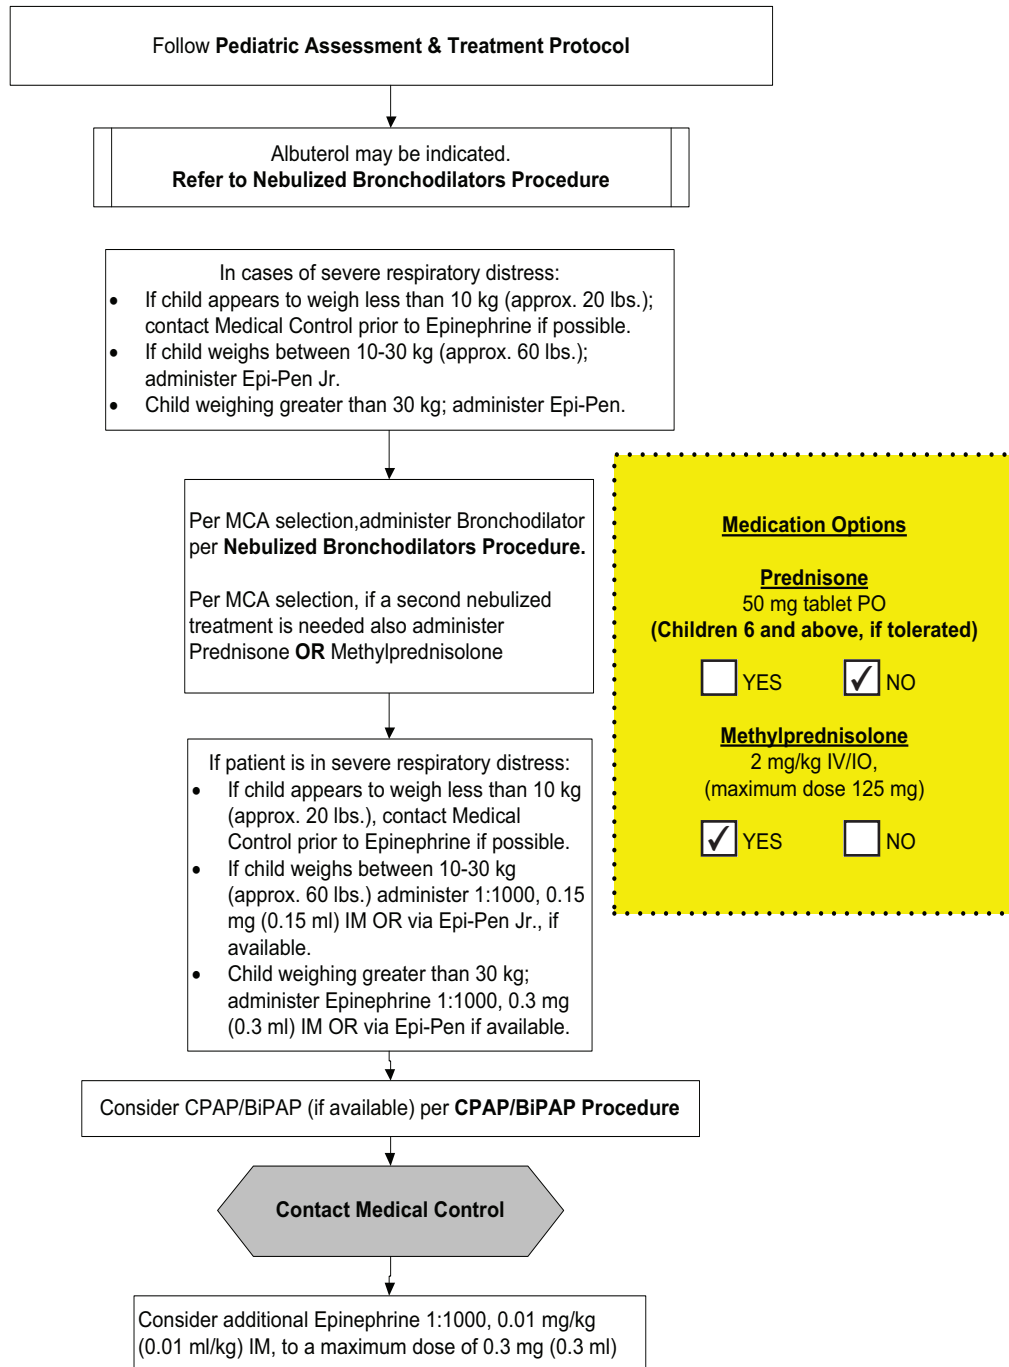 Follow Pediatric Assessment & Treatment Protocol
Albuterol may be indicated.
Refer to Nebulized Bronchodilators Procedure
In cases of severe respiratory distress:
• If child appears to weigh less than 10 kg (approx. 20 lbs.);
contact Medical Control prior to Epinephrine if possible.
• If child weighs between 10-30 kg (approx. 60 lbs.);
administer Epi-Pen Jr.
• Child weighing greater than 30 kg; administer Epi-Pen.
Per MCA selection,administer Bronchodilator
per Nebulized Bronchodilators Procedure.
Per MCA selection, if a second nebulized
treatment is needed also administer
Prednisone OR Methylprednisolone
Medication Options
Prednisone
50 mg tablet PO
(Children 6 and above, if tolerated)
YES ✓ NO
Methylprednisolone
2 mg/kg IV/IO,
(maximum dose 125 mg)
✓ YES NO
If patient is in severe respiratory distress:
• If child appears to weigh less than 10 kg
(approx. 20 lbs.), contact Medical
Control prior to Epinephrine if possible.
• If child weighs between 10-30 kg
(approx. 60 lbs.) administer 1:1000, 0.15
mg (0.15 ml) IM OR via Epi-Pen Jr., if
available.
• Child weighing greater than 30 kg;
administer Epinephrine 1:1000, 0.3 mg
(0.3 ml) IM OR via Epi-Pen if available.
Consider CPAP/BiPAP (if available) per CPAP/BiPAP Procedure
Contact Medical Control
Consider additional Epinephrine 1:1000, 0.01 mg/kg
(0.01 ml/kg) IM, to a maximum dose of 0.3 mg (0.3 ml)